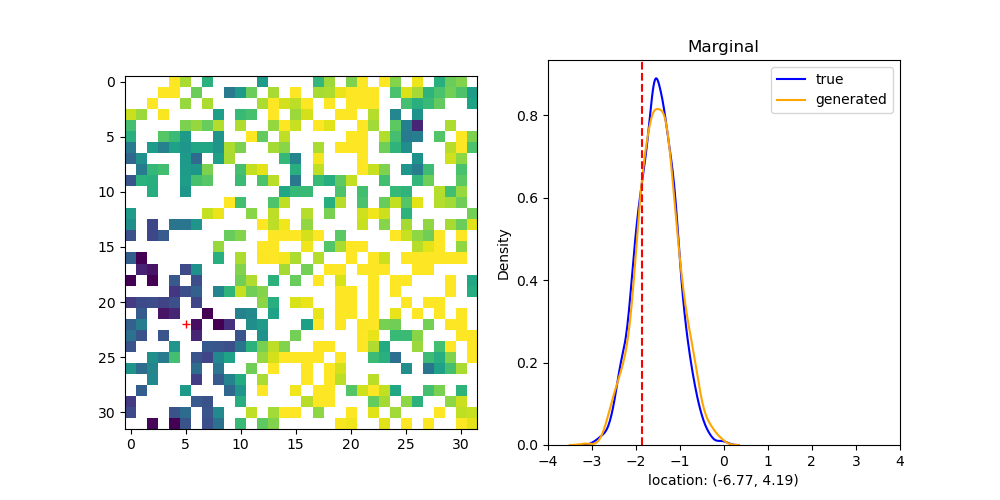 Marginal
true
generated
0
5
10
15
20
25
30
0 5 10 15 20 25 30
Density
0.8
0.6
0.4
0.2
0.0
−4 −3 −2 −1 0 1 2 3 4
location: (-6.77, 4.19)